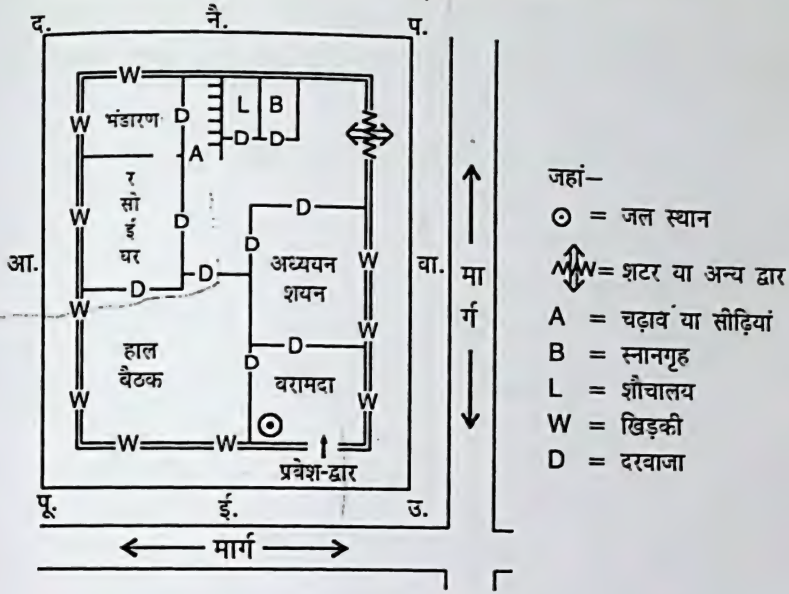 द. नै. प.
W
W भंडारण D L B
D D
A
र
सो
ई
घर
W D D
W
आ. अध्ययन वा.
शयन
D D D
W
हाल
बैठक
D D
वरामदा
W W
W W
प्रवेश-द्वार
पू. ई. उ.
मार्ग
मा
र्ग
जहां–
= जल स्थान
= शटर या अन्य द्वार
A = चढ़ाव या सीढ़ियां
B = स्नानगृह
L = शौचालय
W = खिड़की
D = दरवाजा